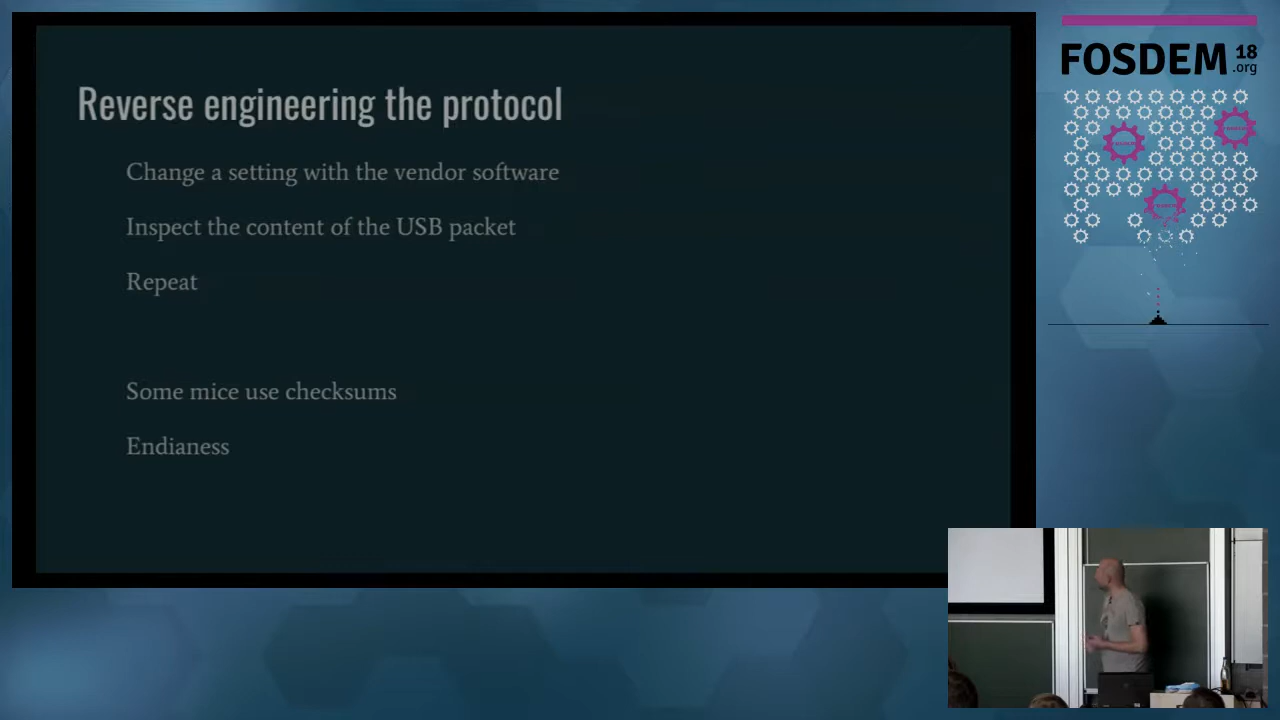 Reverse engineering the protocol
Change a setting with the vendor software
Inspect the content of the USB packet
Repeat
Some mice use checksums
Endianess
FOSDEM 18
.org